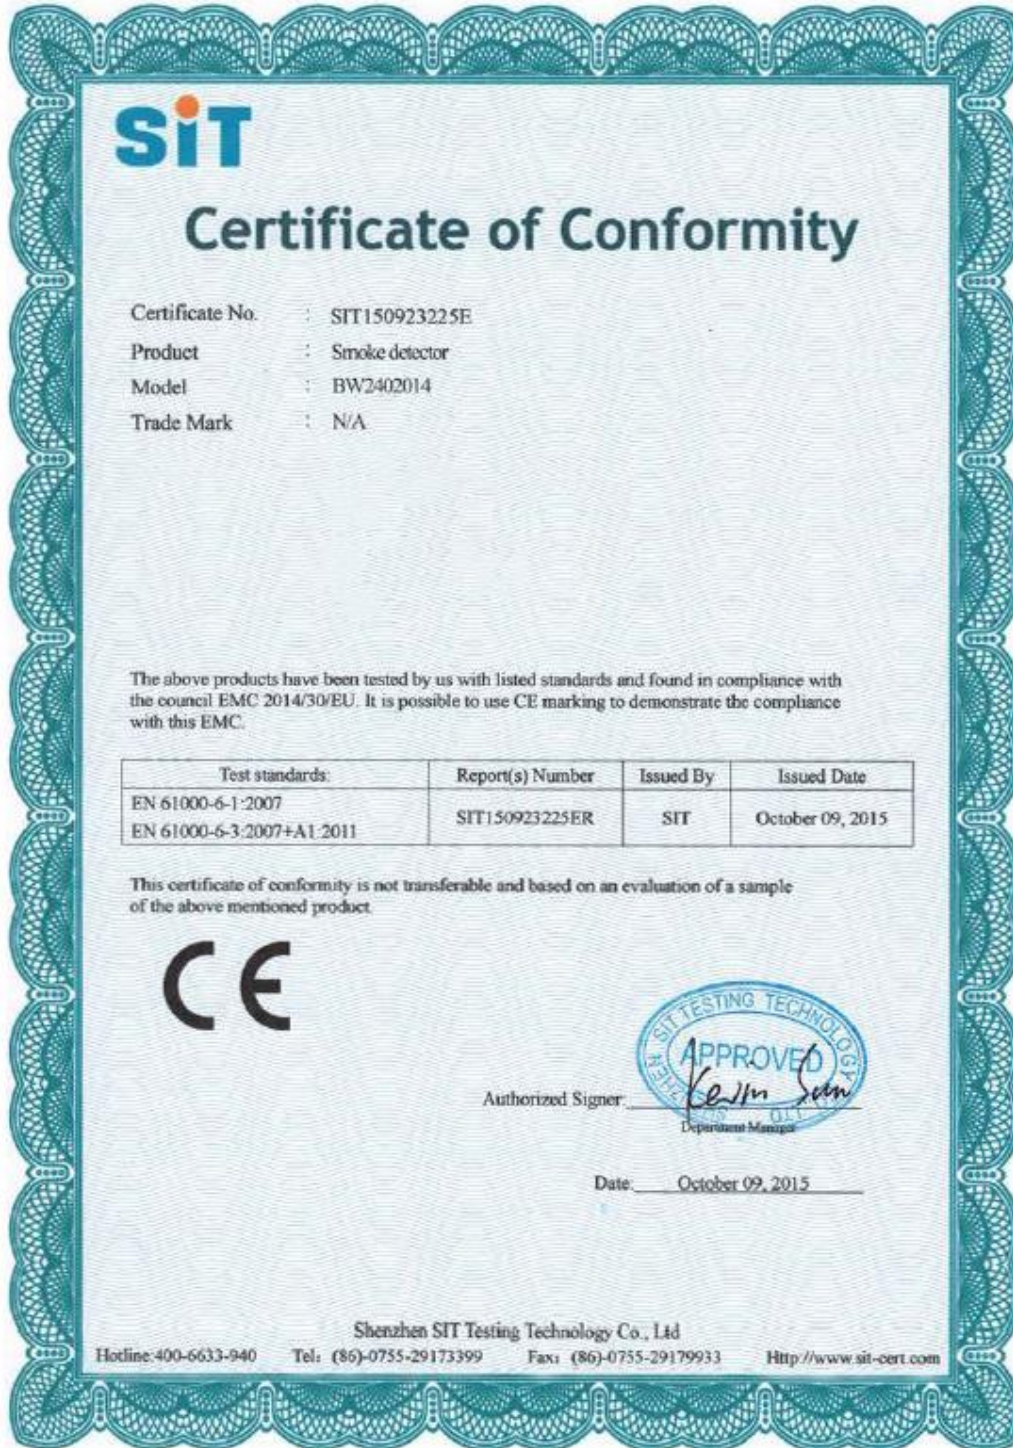 SiT
Certificate of Conformity
Certificate No. : SIT150923225E
Product : Smoke detector
Model : BW2402014
Trade Mark : N/A
The above products have been tested by us with listed standards and found in compliance with
the council EMC 2014/30/EU. It is possible to use CE marking to demonstrate the compliance
with this EMC.
Test standards: Report(s) Number Issued By Issued Date
EN 61000-6-1:2007
EN 61000-6-3:2007+A1:2011
SIT150923225ER SIT October 09, 2015
This certificate of conformity is not transferable and based on an evaluation of a sample
of the above mentioned product.
CE
SHENZHEN SIT TESTING TECHNOLOGY CO., LTD
APPROVED
Authorized Signer: Kevin Sun
Department Manager
Date: October 09, 2015
Shenzhen SIT Testing Technology Co., Ltd
Hotline:400-6633-940 Tel: (86)-0755-29173399 Fax: (86)-0755-29179933 Http://www.sit-cert.com